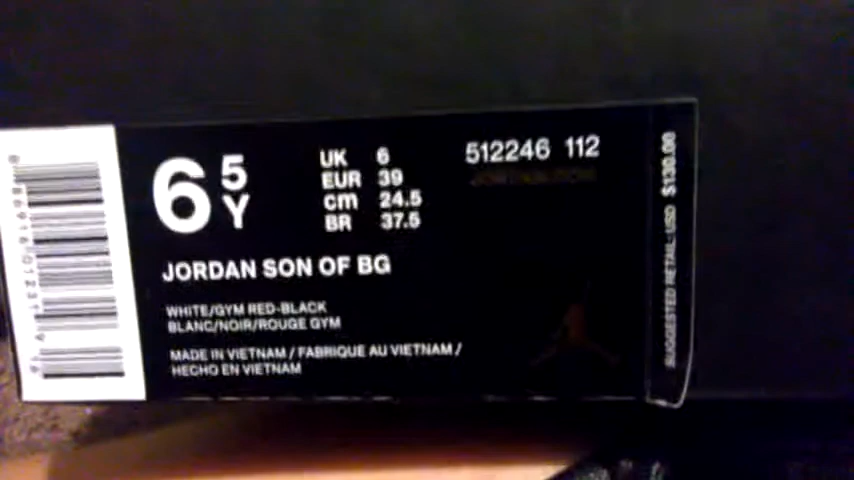 6 5 Y
UK 6
EUR 39
cm 24.5
BR 37.5
512246 112
JORDAN SON OF BG
WHITE/GYM RED-BLACK
BLANC/NOIR/ROUGE GYM
MADE IN VIETNAM / FABRIQUE AU VIETNAM /
HECHO EN VIETNAM
SUGGESTED RETAIL: USD $130.00